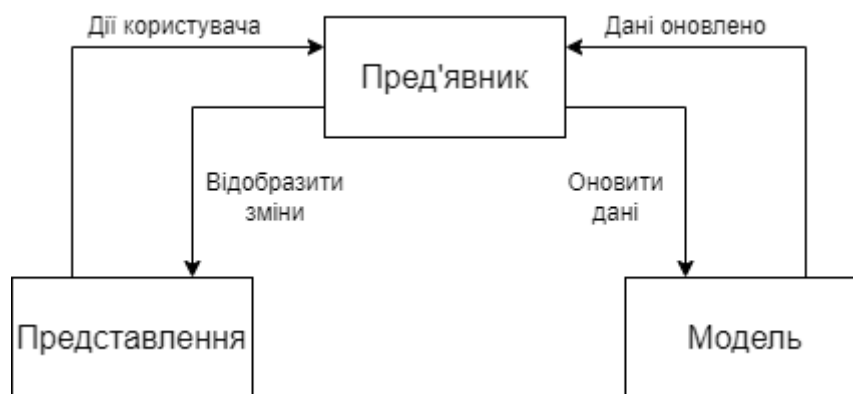 Дії користувача
Дані оновлено
Пред'явник
Відобразити
зміни
Оновити
дані
Представлення
Модель